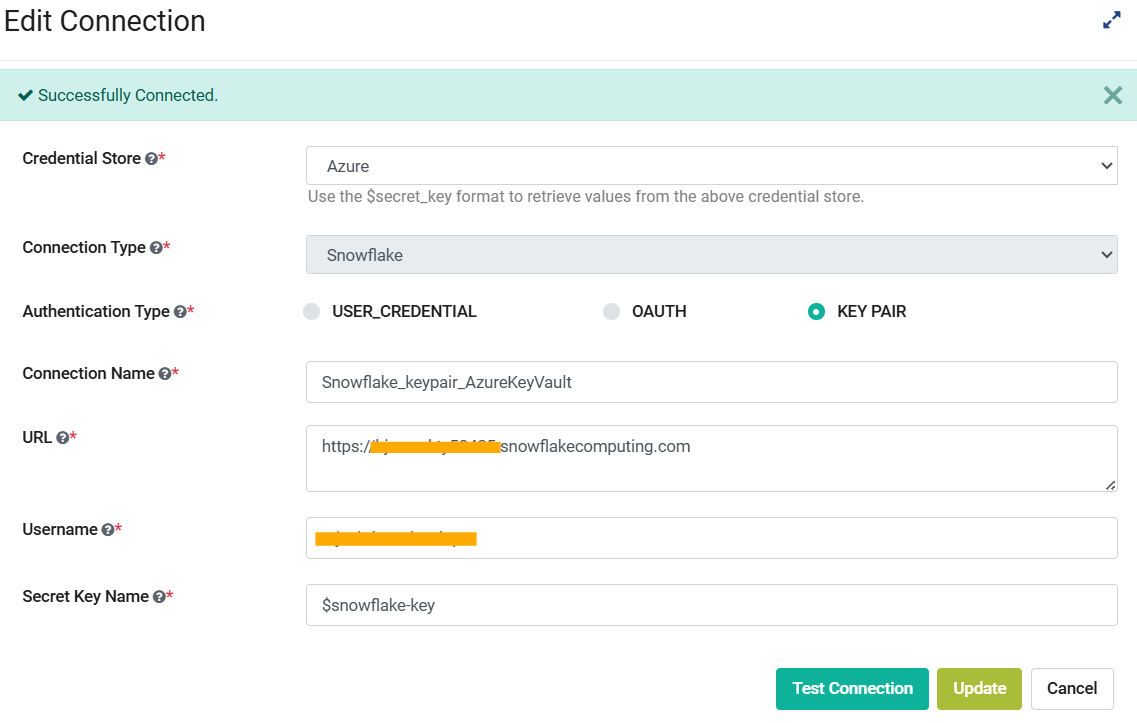 Edit Connection
Successfully Connected.
Credential Store *
Azure
Use the $secret_key format to retrieve values from the above credential store.
Connection Type *
Snowflake
Authentication Type *
USER_CREDENTIAL
OAUTH
KEY PAIR
Connection Name *
Snowflake_keypair_AzureKeyVault
URL *
https:// snowflakecomputing.com
Username *
Secret Key Name *
$snowflake-key
Test Connection
Update
Cancel